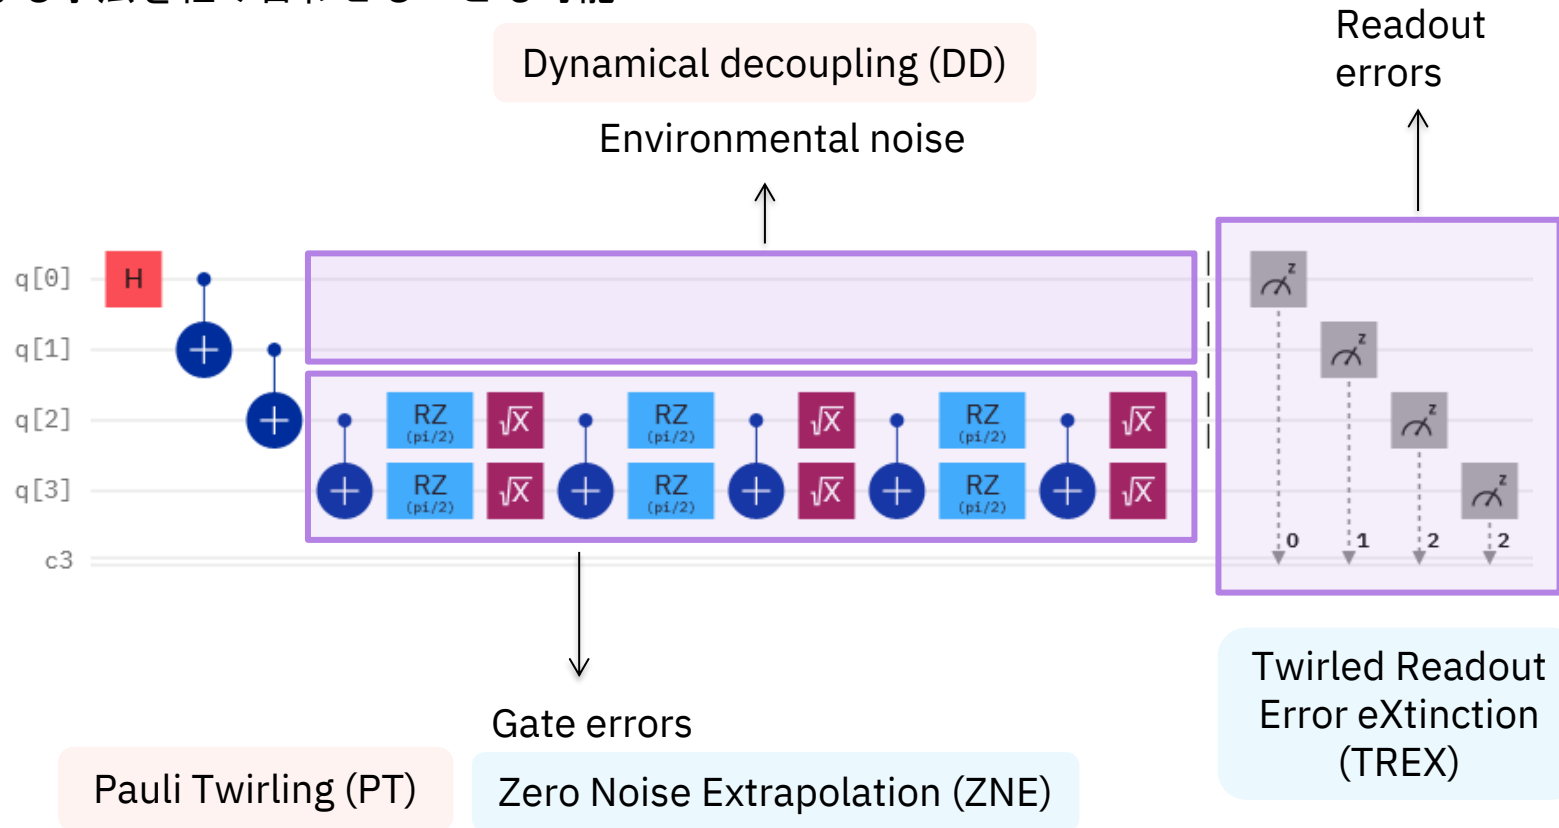 Readout
errors
Dynamical decoupling (DD)
Environmental noise
q[0]
H
z
q[1]
z
q[2]
RZ
(pi/2)
√X
RZ
(pi/2)
√X
RZ
(pi/2)
√X
z
q[3]
RZ
(pi/2)
√X
RZ
(pi/2)
√X
RZ
(pi/2)
√X
z
c3
0 1 2 2
Gate errors
Pauli Twirling (PT)
Zero Noise Extrapolation (ZNE)
Twirled Readout
Error eXtinction
(TREX)